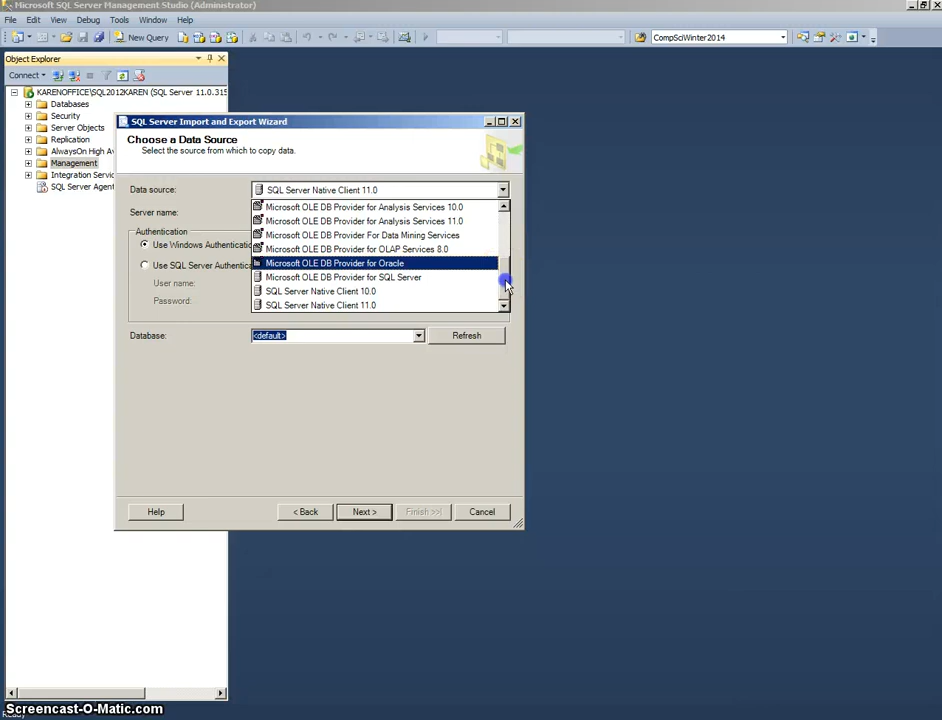 Microsoft SQL Server Management Studio (Administrator)
File Edit View Debug Tools Window Help
New Query
CompSciWinter2014
Object Explorer
Connect
KARENOFFICE\SQL2012KAREN (SQL Server 11.0.315
Databases
Security
Server Objects
Replication
AlwaysOn High Av
Management
Integration Servic
SQL Server Agent
SQL Server Import and Export Wizard
Choose a Data Source
Select the source from which to copy data.
Data source:
SQL Server Native Client 11.0
Server name:
Microsoft OLE DB Provider for Analysis Services 10.0
Microsoft OLE DB Provider for Analysis Services 11.0
Microsoft OLE DB Provider For Data Mining Services
Microsoft OLE DB Provider for OLAP Services 8.0
Microsoft OLE DB Provider for Oracle
Microsoft OLE DB Provider for SQL Server
SQL Server Native Client 10.0
SQL Server Native Client 11.0
Authentication
Use Windows Authenticatio
Use SQL Server Authentica
User name:
Password:
Database:
<default>
Refresh
Help
< Back
Next >
Finish >>|
Cancel
Screencast-O-Matic.com
Ready